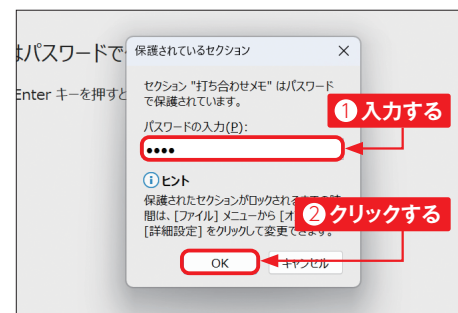 はパスワードで
保護されているセクション
Enter キーを押すと
セクション "打ち合わせメモ" はパスワード
で保護されています。
❶入力する
パスワードの入力(P):
••••
ヒント
保護されたセクションがロックされるまでの時
間は、[ファイル] メニューから [オ
❷クリックする
[詳細設定] をクリックして変更できます。
OK
キャンセル